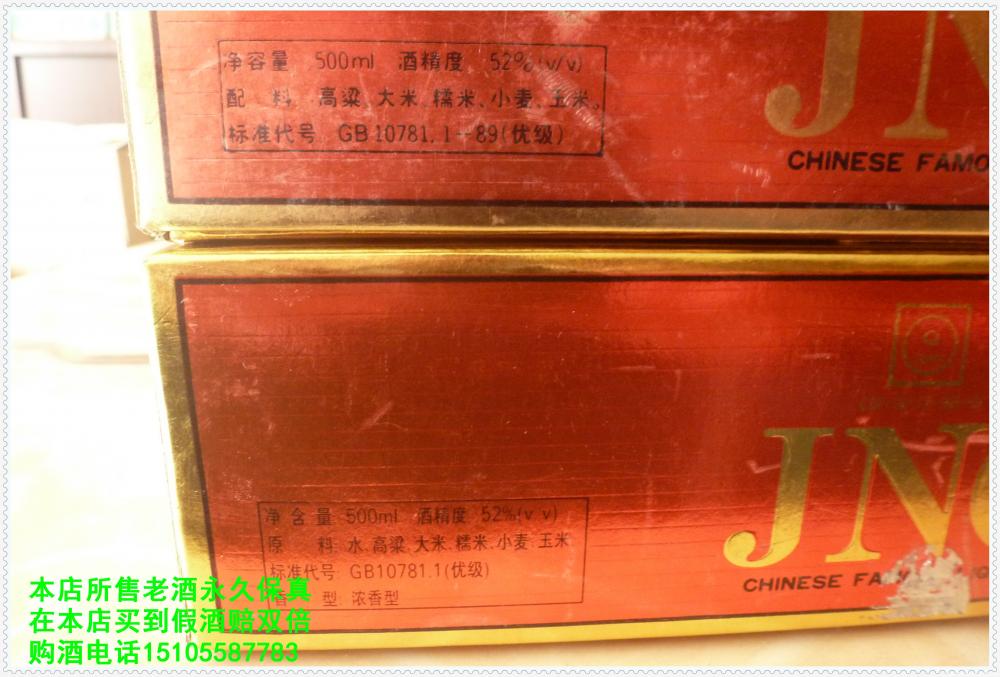 净容量 500ml 酒精度 52%(v/v)
配 料 高粱、大米、糯米、小麦、玉米。
标准代号 GB10781.1-89(优级)
JN
CHINESE FAMO
JN
CHINESE FA
净含量 500ml 酒精度 52%(v v)
原 料: 水、高粱、大米、糯米、小麦、玉米
标准代号: GB10781.1(优级)
香 型: 浓香型
本店所售老酒永久保真
在本店买到假酒赔双倍
购酒电话15105587783